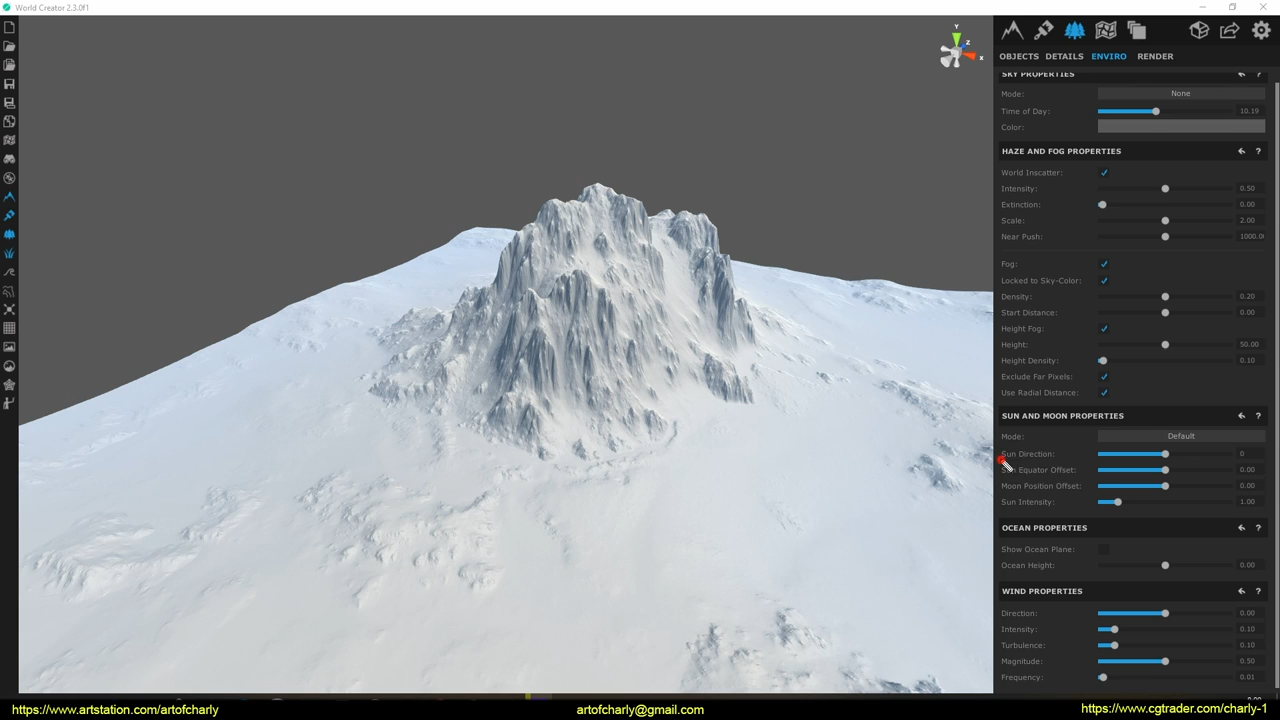 World Creator 2.3.0f1
Y
Z
X
OBJECTS DETAILS ENVIRO RENDER
SKY PROPERTIES ?
Mode: None
Time of Day: 10.19
Color:
HAZE AND FOG PROPERTIES ?
World Inscatter:
Intensity: 0.50
Extinction: 0.00
Scale: 2.00
Near Push: 1000.0
Fog:
Locked to Sky-Color:
Density: 0.20
Start Distance: 0.00
Height Fog:
Height: 50.00
Height Density: 0.10
Exclude Far Pixels:
Use Radial Distance:
SUN AND MOON PROPERTIES ?
Mode: Default
Sun Direction: 0
Equator Offset: 0.00
Moon Position Offset: 0.00
Sun Intensity: 1.00
OCEAN PROPERTIES ?
Show Ocean Plane:
Ocean Height: 0.00
WIND PROPERTIES ?
Direction: 0.00
Intensity: 0.10
Turbulence: 0.10
Magnitude: 0.50
Frequency: 0.01
https://www.artstation.com/artofcharly artofcharly@gmail.com https://www.cgtrader.com/charly-1